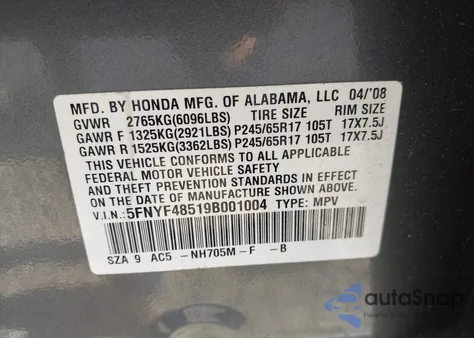 MFD. BY HONDA MFG. OF ALABAMA, LLC 04/'08
GVWR 2765KG(6096LBS) TIRE SIZE RIM SIZE
GAWR F 1325KG(2921LBS) P245/65R17 105T 17X7.5J
GAWR R 1525KG(3362LBS) P245/65R17 105T 17X7.5J
THIS VEHICLE CONFORMS TO ALL APPLICABLE
FEDERAL MOTOR VEHICLE SAFETY
AND THEFT PREVENTION STANDARDS IN EFFECT
ON THE DATE OF MANUFACTURE SHOWN ABOVE.
V.I.N.: 5FNYF48519B001004 TYPE: MPV
SZA 9 AC5 -NH705M-F -B
autoSnap